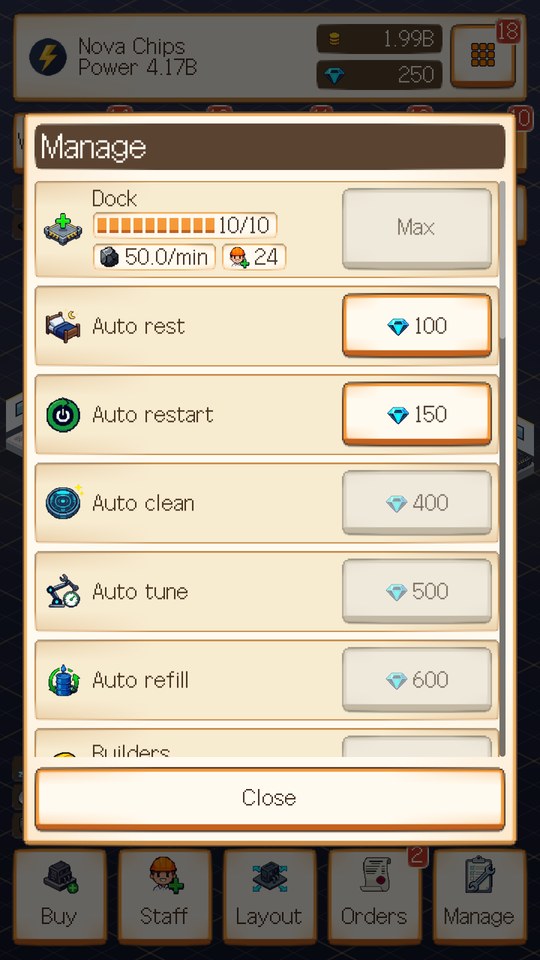 Nova Chips
Power 4.17B
1.99B
250
18
0
Manage
Dock
10/10
50.0/min
24
Max
Auto rest
100
Auto restart
150
Auto clean
400
Auto tune
500
Auto refill
600
Builders
Close
2
Buy
Staff
Layout
Orders
Manage